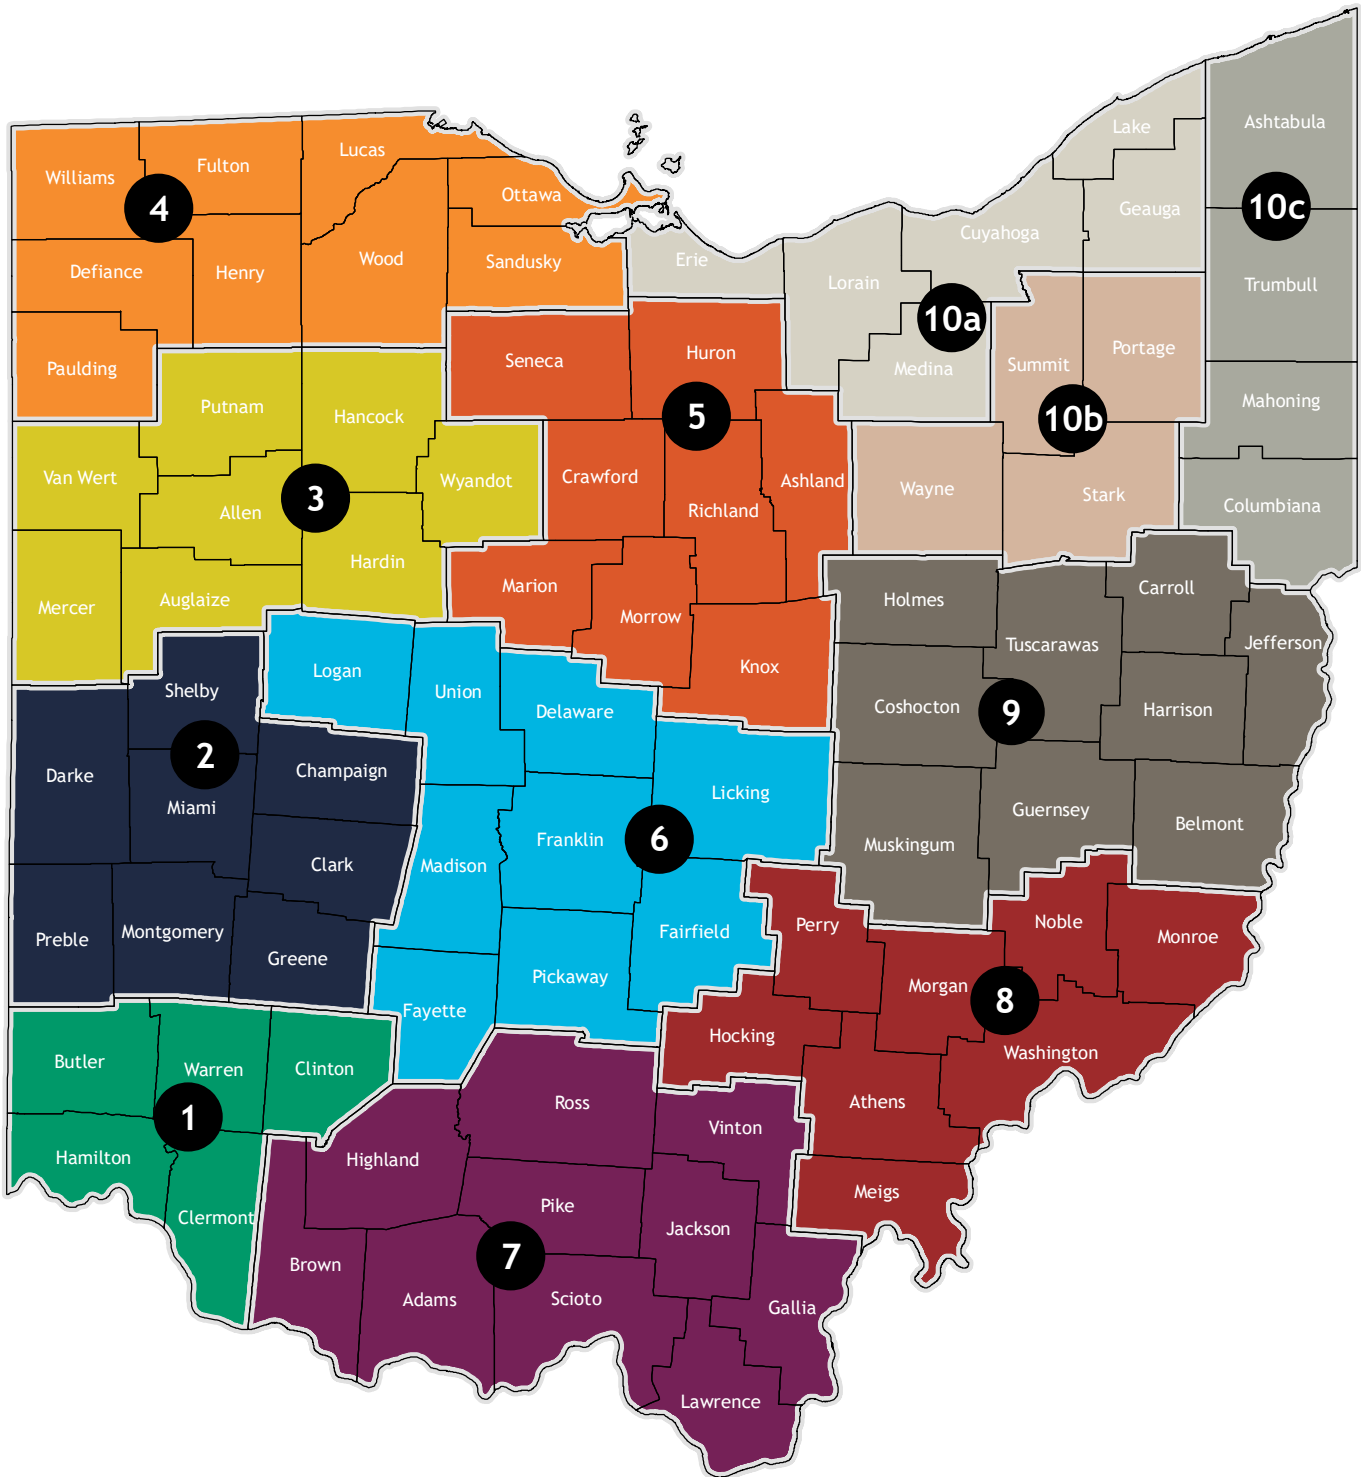 Lake
Ashtabula
Lucas
Fulton
Williams
4
Ottawa
10c
Geauga
Cuyahoga
Wood
Sandusky
Erie
Defiance
Henry
Lorain
Trumbull
10a
Paulding
Seneca
Huron
Medina
Summit
Portage
Putnam
Hancock
5
10b
Mahoning
Van Wert
Wyandot
Crawford
Ashland
Wayne
Stark
3
Allen
Richland
Columbiana
Hardin
Marion
Carroll
Mercer
Auglaize
Holmes
Morrow
Tuscarawas
Jefferson
Logan
Knox
Shelby
Union
Delaware
Coshocton
9
Harrison
2
Darke
Champaign
Miami
Licking
Guernsey
Belmont
Franklin
6
Muskingum
Clark
Madison
Preble
Montgomery
Fairfield
Perry
Noble
Monroe
Greene
Pickaway
Morgan
8
Fayette
Hocking
Washington
Butler
Warren
Clinton
1
Ross
Athens
Vinton
Hamilton
Highland
Meigs
Clermont
Pike
Jackson
7
Brown
Adams
Scioto
Gallia
Lawrence